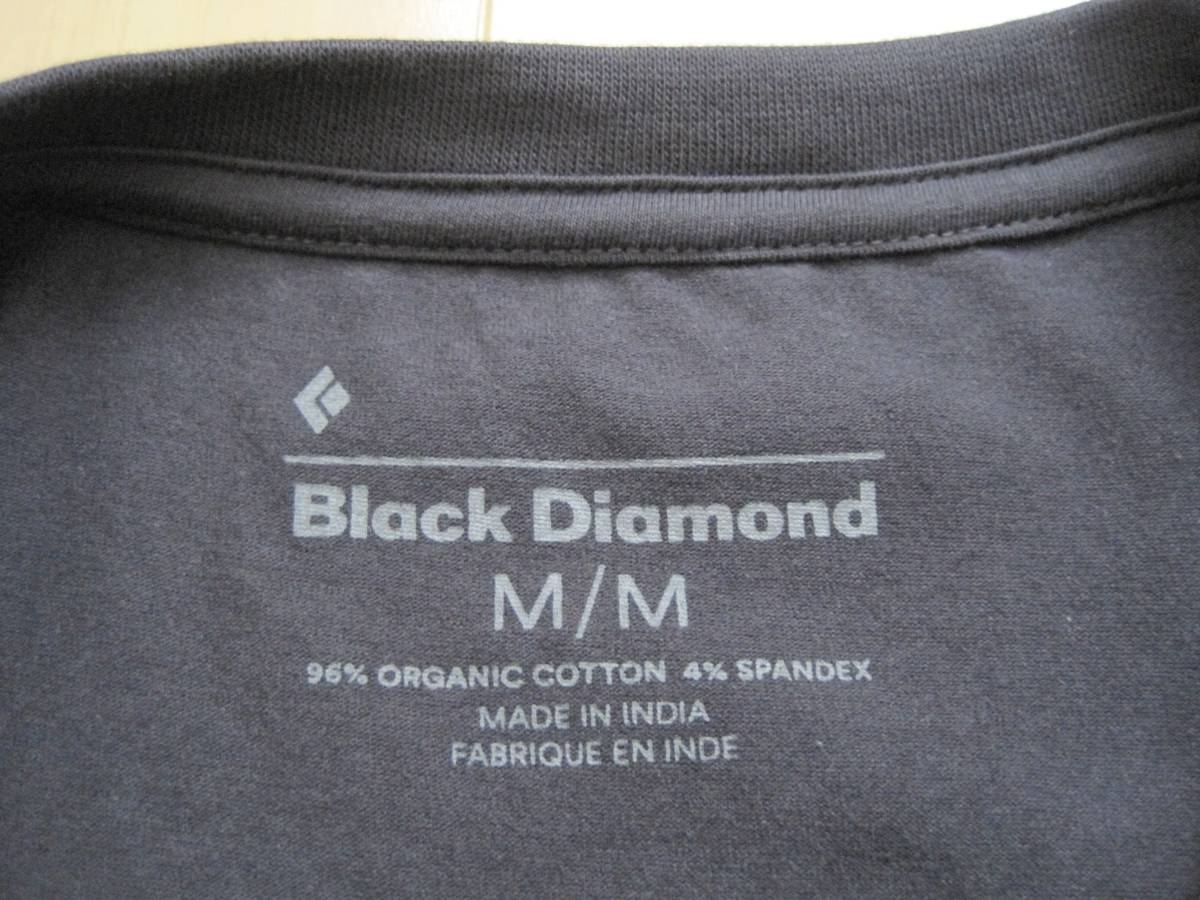 Black Diamond
M/M
96% ORGANIC COTTON 4% SPANDEX
MADE IN INDIA
FABRIQUE EN INDE